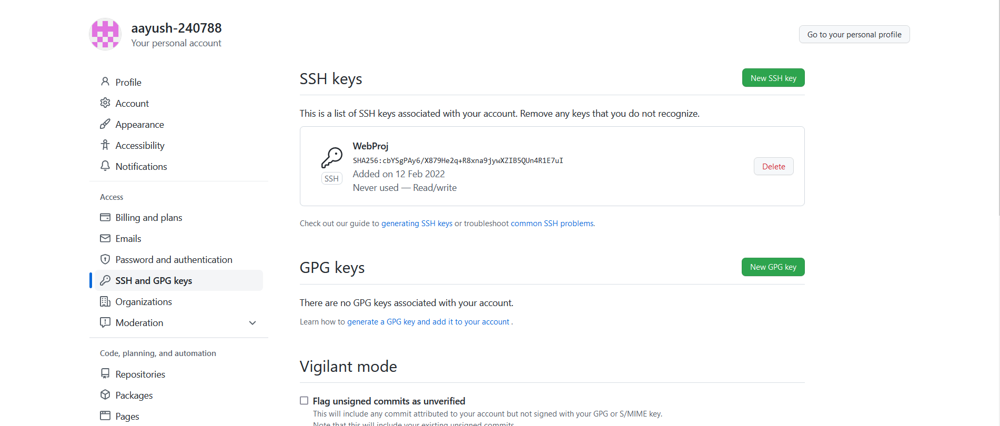 aayush-240788
Your personal account
Go to your personal profile
Profile
Account
Appearance
Accessibility
Notifications
Access
Billing and plans
Emails
Password and authentication
SSH and GPG keys
Organizations
Moderation
Code, planning, and automation
Repositories
Packages
Pages
SSH keys
New SSH key
This is a list of SSH keys associated with your account. Remove any keys that you do not recognize.
WebProj
SHA256:cbYSgPAy6/X879He2q+R8xna9jywXZIB5QUn4R1E7uI
SSH
Added on 12 Feb 2022
Never used — Read/write
Delete
Check out our guide to generating SSH keys or troubleshoot common SSH problems.
GPG keys
New GPG key
There are no GPG keys associated with your account.
Learn how to generate a GPG key and add it to your account .
Vigilant mode
Flag unsigned commits as unverified
This will include any commit attributed to your account but not signed with your GPG or S/MIME key.
Note that this will include your existing unsigned commits.